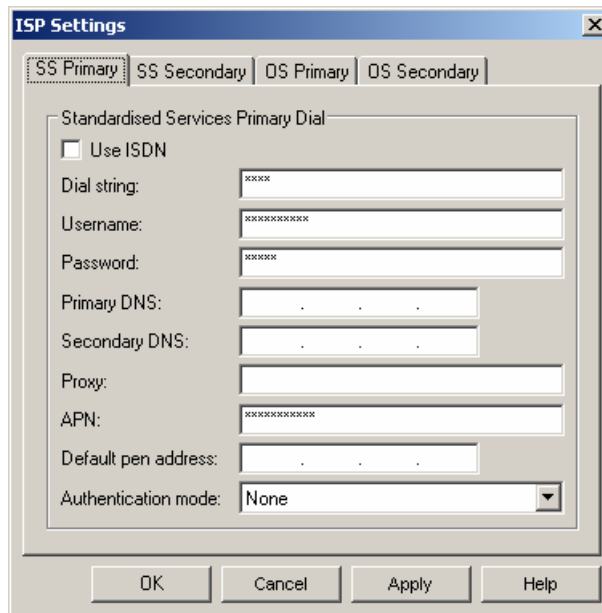 ISP Settings
SS Primary SS Secondary OS Primary OS Secondary
Standardised Services Primary Dial
Use ISDN
Dial string: ****
Username: **********
Password: *****
Primary DNS: . . .
Secondary DNS: . . .
Proxy:
APN: ***********
Default pen address: . . .
Authentication mode: None
OK Cancel Apply Help